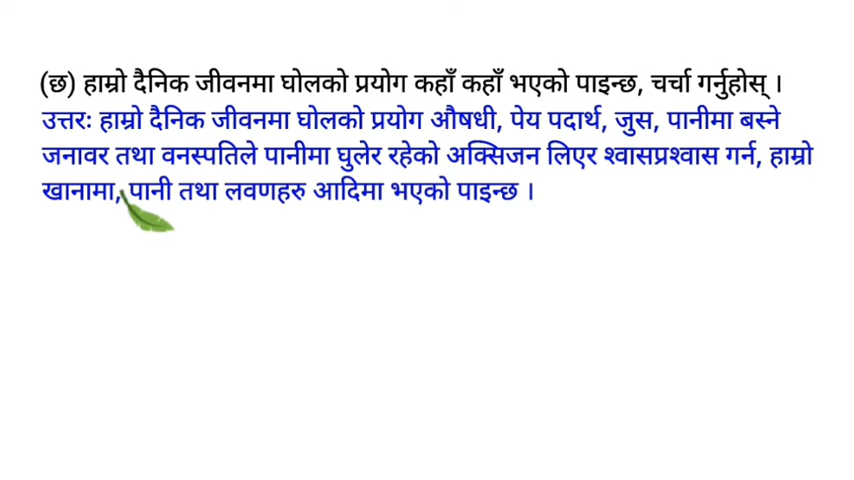 (छ) हाम्रो दैनिक जीवनमा घोलको प्रयोग कहाँ कहाँ भएको पाइन्छ, चर्चा गर्नुहोस् ।
उत्तरः हाम्रो दैनिक जीवनमा घोलको प्रयोग औषधी, पेय पदार्थ, जुस, पानीमा बस्ने
जनावर तथा वनस्पतिले पानीमा घुलेर रहेको अक्सिजन लिएर श्वासप्रश्वास गर्न, हाम्रो
खानामा, पानी तथा लवणहरु आदिमा भएको पाइन्छ ।